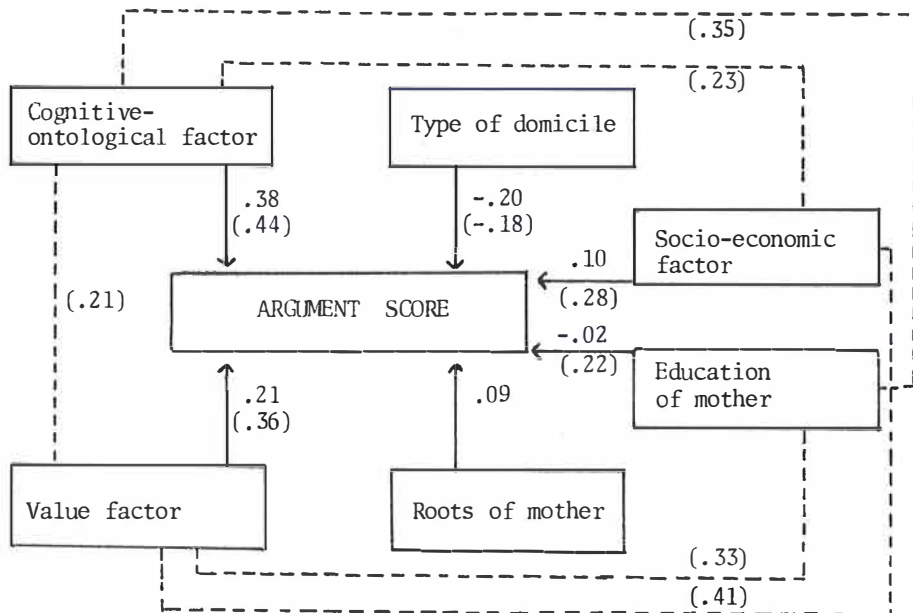 (.35)
(.23)
Cognitive-
ontological factor
Type of domicile
.38
(.44)
-.20
(-.18)
Socio-economic
factor
.10
(.28)
(.21)
ARGUMENT SCORE
-.02
(.22)
Education
of mother
.21
(.36)
.09
Value factor
Roots of mother
(.33)
(.41)